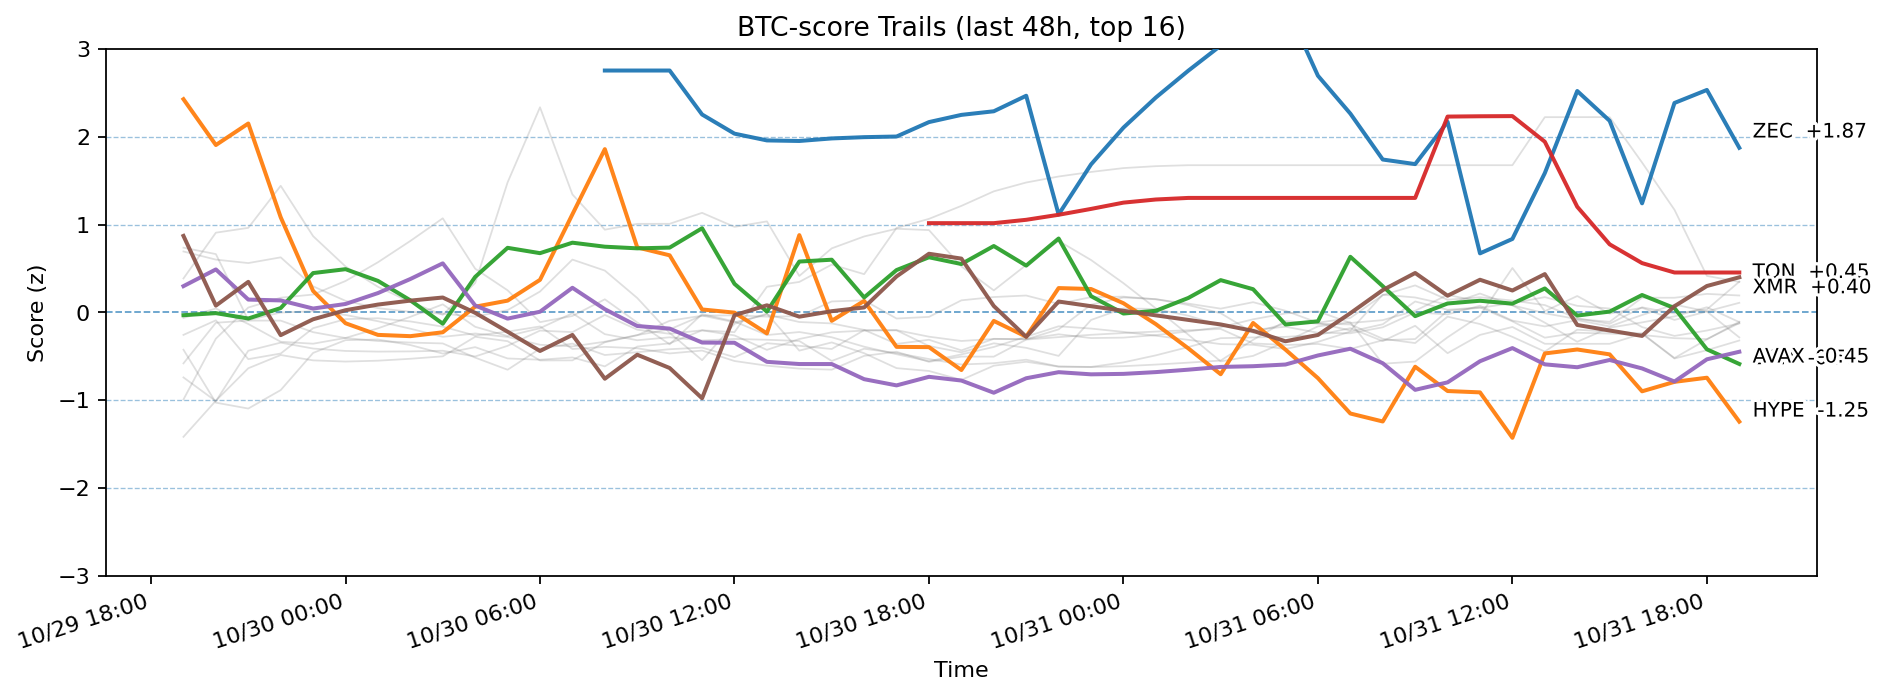 BTC-score Trails (last 48h, top 16)
Score (z)
3
2
1
0
−1
−2
−3
ZEC +1.87
TON +0.45
XMR +0.40
AVAX -0.45
HYPE -1.25
10/29 18:00
10/30 00:00
10/30 06:00
10/30 12:00
10/30 18:00
10/31 00:00
10/31 06:00
10/31 12:00
10/31 18:00
Time